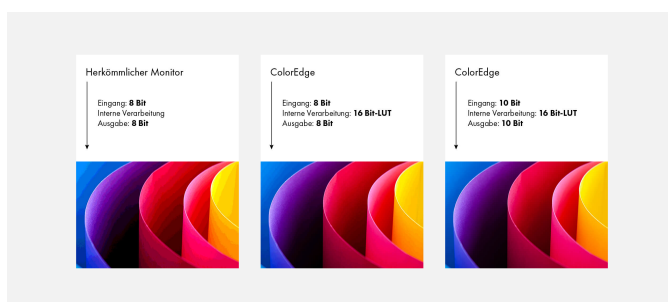 Herkömmlicher Monitor
Eingang: 8 Bit
Interne Verarbeitung
Ausgabe: 8 Bit
ColorEdge
Eingang: 8 Bit
Interne Verarbeitung: 16 Bit-LUT
Ausgabe: 8 Bit
ColorEdge
Eingang: 10 Bit
Interne Verarbeitung: 16 Bit-LUT
Ausgabe: 10 Bit